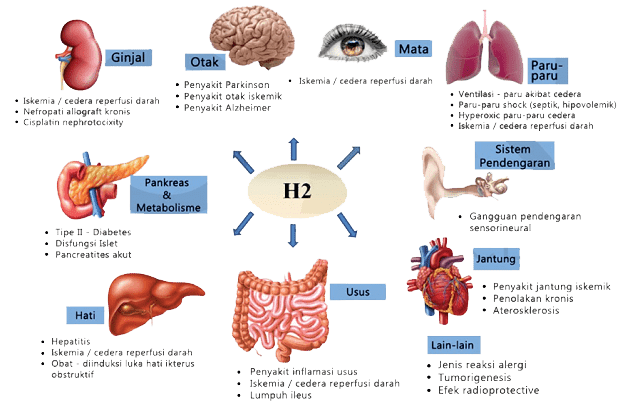 Ginjal
• Iskemia / cedera reperfusi darah
• Nefropati aliograft kronis
• Cisplatin nephrotocixity
Otak
• Penyakit Parkinson
• Penyakit otak iskemik
• Penyakit Alzheimer
Mata
• Iskemia / cedera reperfusi darah
Paru-
paru
• Ventilasi - paru akibat cedera
• Paru-paru shock (septik, hipovolemik)
• Hyperoxic paru-paru cedera
• Iskemia / cedera reperfusi darah
Pankreas
&
Metabolisme
• Tipe II - Diabetes
• Disfungsi Islet
• Pancreatites akut
H2
Sistem
Pendengaran
• Gangguan pendengaran
sensorineural
Hati
• Hepatitis
• Iskemia / cedera reperfusi darah
• Obat - diinduksi luka hati ikterus
obstruktif
Usus
• Penyakit inflamasi usus
• Iskemia / cedera reperfusi darah
• Lumpuh ileus
Jantung
• Penyakit jantung iskemik
• Penolakan kronis
• Aterosklerosis
Lain-lain
• Jenis reaksi alergi
• Tumorigenesis
• Efek radioprotective